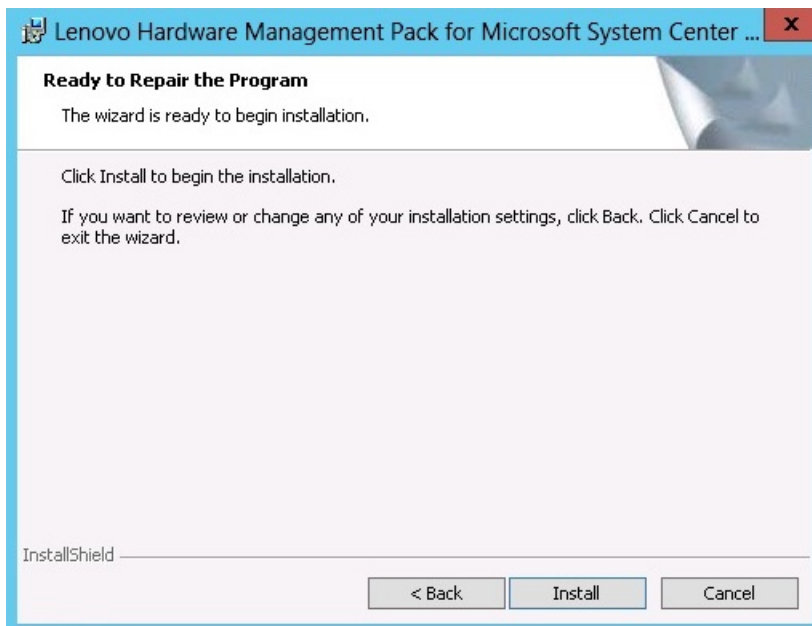 Lenovo Hardware Management Pack for Microsoft System Center ...
x
Ready to Repair the Program
The wizard is ready to begin installation.
Click Install to begin the installation.
If you want to review or change any of your installation settings, click Back. Click Cancel to
exit the wizard.
InstallShield
< Back Install Cancel